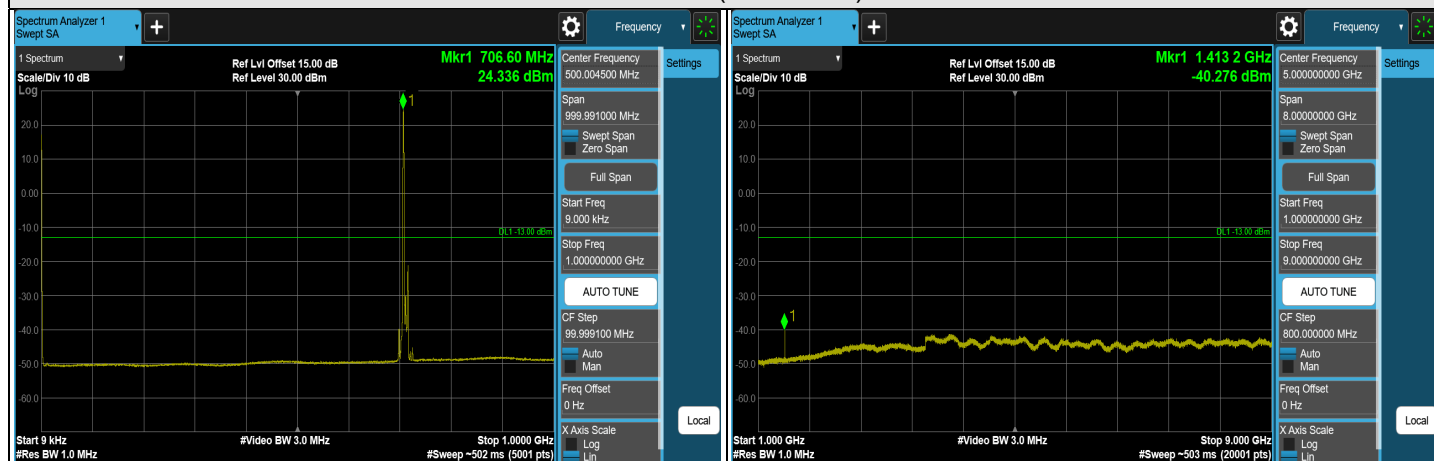 Spectrum Analyzer 1
Swept SA
+
Frequency
1 Spectrum
Scale/Div 10 dB
Log
Ref Lvl Offset 15.00 dB
Ref Level 30.00 dBm
Mkr1 706.60 MHz
24.336 dBm
1
20.0
10.0
0.00
-10.0
-20.0
-30.0
-40.0
-50.0
-60.0
DL1 -13.00 dBm
Start 9 kHz
#Res BW 1.0 MHz
#Video BW 3.0 MHz
Stop 1.0000 GHz
#Sweep ~502 ms (5001 pts)
Center Frequency
500.004500 MHz
Span
999.991000 MHz
Swept Span
Zero Span
Full Span
Start Freq
9.000 kHz
Stop Freq
1.000000000 GHz
AUTO TUNE
CF Step
99.999100 MHz
Auto
Man
Freq Offset
0 Hz
X Axis Scale
Log
Lin
Settings
Local
Spectrum Analyzer 1
Swept SA
+
Frequency
1 Spectrum
Scale/Div 10 dB
Log
Ref Lvl Offset 15.00 dB
Ref Level 30.00 dBm
Mkr1 1.413 2 GHz
-40.276 dBm
1
20.0
10.0
0.00
-10.0
-20.0
-30.0
-40.0
-50.0
-60.0
DL1 -13.00 dBm
Start 1.000 GHz
#Res BW 1.0 MHz
#Video BW 3.0 MHz
Stop 9.000 GHz
#Sweep ~503 ms (20001 pts)
Center Frequency
5.000000000 GHz
Span
8.00000000 GHz
Swept Span
Zero Span
Full Span
Start Freq
1.000000000 GHz
Stop Freq
9.000000000 GHz
AUTO TUNE
CF Step
800.000000 MHz
Auto
Man
Freq Offset
0 Hz
X Axis Scale
Log
Lin
Settings
Local